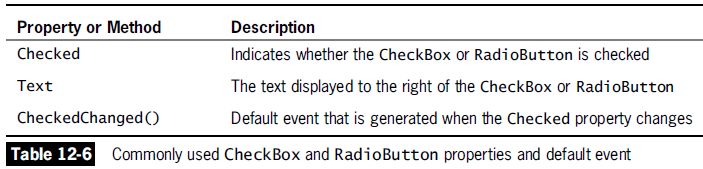 Property or Method Description
Checked Indicates whether the CheckBox or RadioButton is checked
Text The text displayed to the right of the CheckBox or RadioButton
CheckedChanged() Default event that is generated when the Checked property changes
Table 12-6 Commonly used CheckBox and RadioButton properties and default event